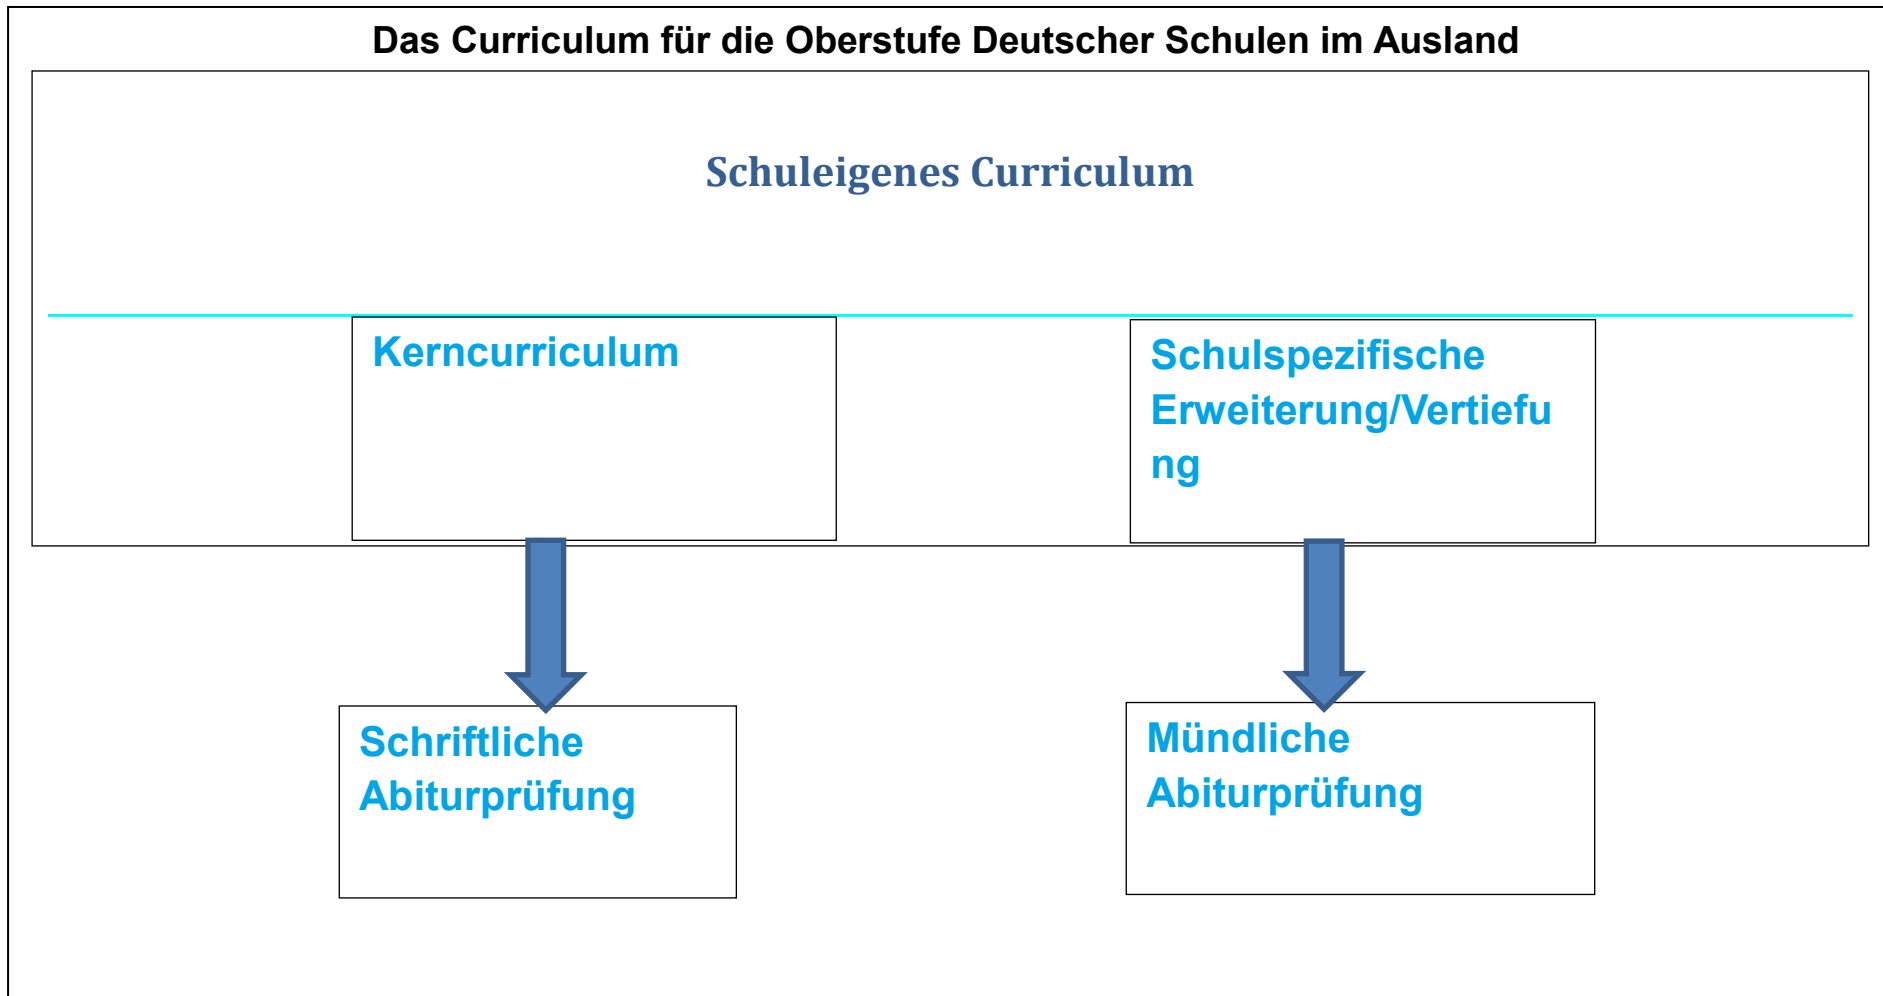 Das Curriculum für die Oberstufe Deutscher Schulen im Ausland
Schuleigenes Curriculum
Kerncurriculum
Schulspezifische
Erweiterung/Vertiefu
ng
Schriftliche
Abiturprüfung
Mündliche
Abiturprüfung